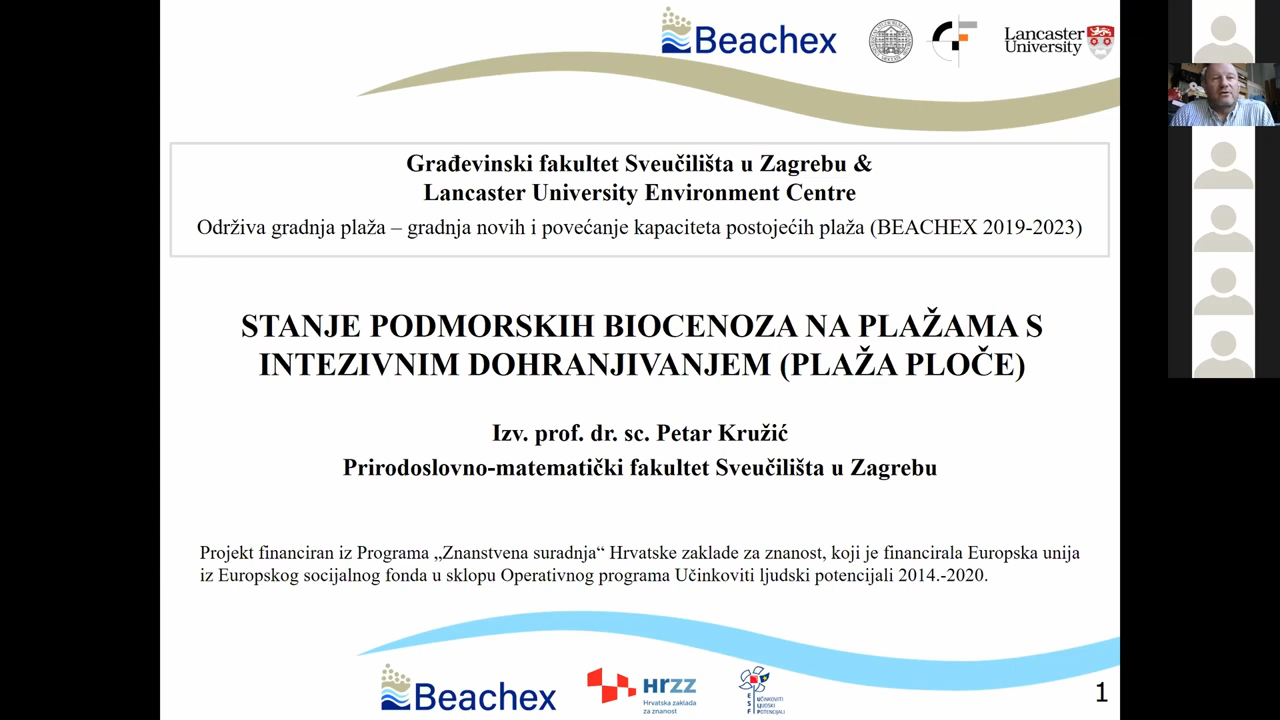 Beachex
Lancaster
University
Građevinski fakultet Sveučilišta u Zagrebu &
Lancaster University Environment Centre
Održiva gradnja plaža – gradnja novih i povećanje kapaciteta postojećih plaža (BEACHEX 2019-2023)
STANJE PODMORSKIH BIOCENOZA NA PLAŽAMA S
INTEZIVNIM DOHRANJIVANJEM (PLAŽA PLOČE)
Izv. prof. dr. sc. Petar Kružić
Prirodoslovno-matematički fakultet Sveučilišta u Zagrebu
Projekt financiran iz Programa „Znanstvena suradnja“ Hrvatske zaklade za znanost, koji je financirala Europska unija
iz Europskog socijalnog fonda u sklopu Operativnog programa Učinkoviti ljudski potencijali 2014.-2020.
Beachex
HRZZ
Hrvatska zaklada
za znanost
ESF
UČINKOVITI
LJUDSKI
POTENCIJALI
1